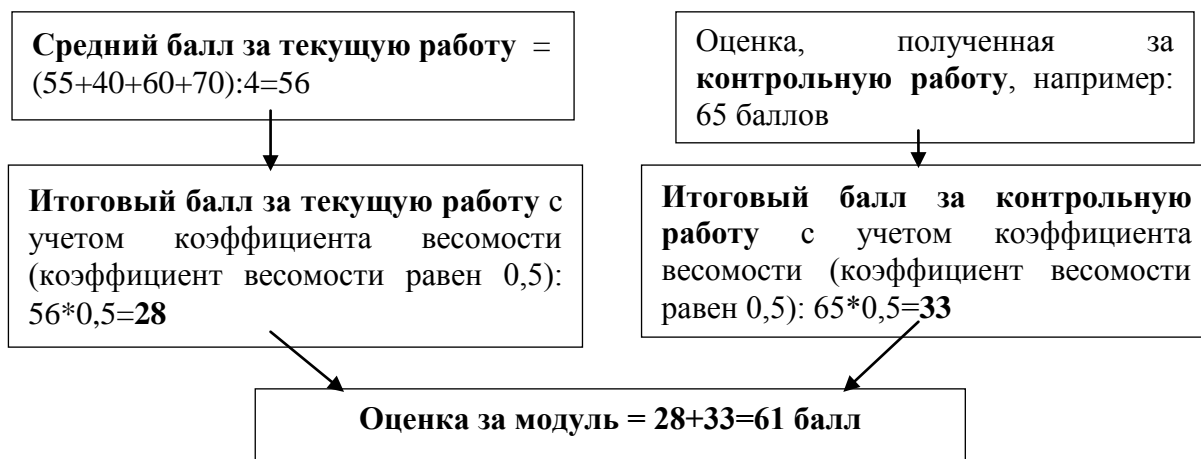 Средний балл за текущую работу =
(55+40+60+70):4=56
Оценка, полученная за
контрольную работу, например:
65 баллов
Итоговый балл за текущую работу с
учетом коэффициента весомости
(коэффициент весомости равен 0,5):
56*0,5=28
Итоговый балл за контрольную
работу с учетом коэффициента
весомости (коэффициент весомости
равен 0,5): 65*0,5=33
Оценка за модуль = 28+33=61 балл